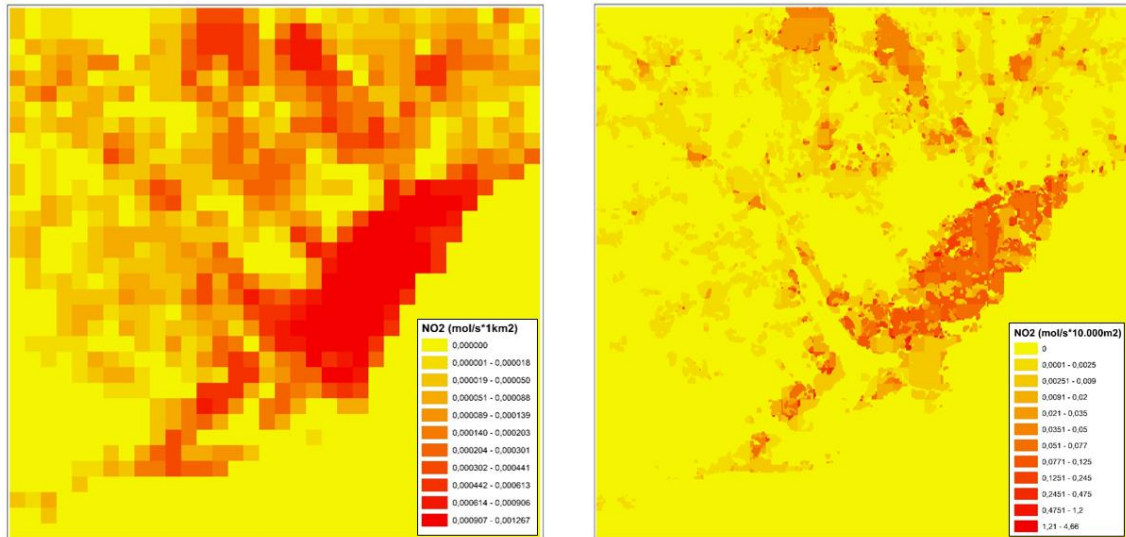 NO2 (mol/s*1km2)
0,000000
0,000001 - 0,000018
0,000019 - 0,000050
0,000051 - 0,000088
0,000089 - 0,000139
0,000140 - 0,000203
0,000204 - 0,000301
0,000302 - 0,000441
0,000442 - 0,000613
0,000614 - 0,000906
0,000907 - 0,001267
NO2 (mol/s*10.000m2)
0
0,0001 - 0,0025
0,00251 - 0,009
0,0091 - 0,02
0,021 - 0,035
0,0351 - 0,05
0,051 - 0,077
0,0771 - 0,125
0,1251 - 0,245
0,2451 - 0,475
0,4751 - 1,2
1,21 - 4,66